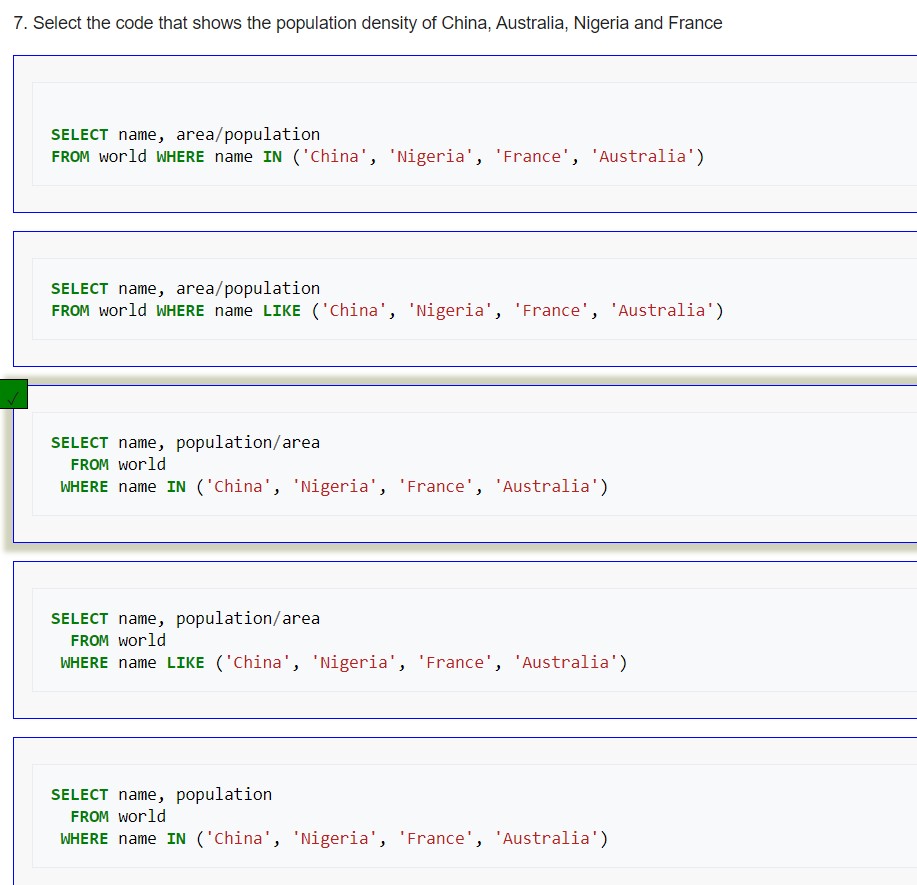 7. Select the code that shows the population density of China, Australia, Nigeria and France
SELECT name, area/population
FROM world WHERE name IN ('China', 'Nigeria', 'France', 'Australia')
SELECT name, area/population
FROM world WHERE name LIKE ('China', 'Nigeria', 'France', 'Australia')
✓
SELECT name, population/area
FROM world
WHERE name IN ('China', 'Nigeria', 'France', 'Australia')
SELECT name, population/area
FROM world
WHERE name LIKE ('China', 'Nigeria', 'France', 'Australia')
SELECT name, population
FROM world
WHERE name IN ('China', 'Nigeria', 'France', 'Australia')